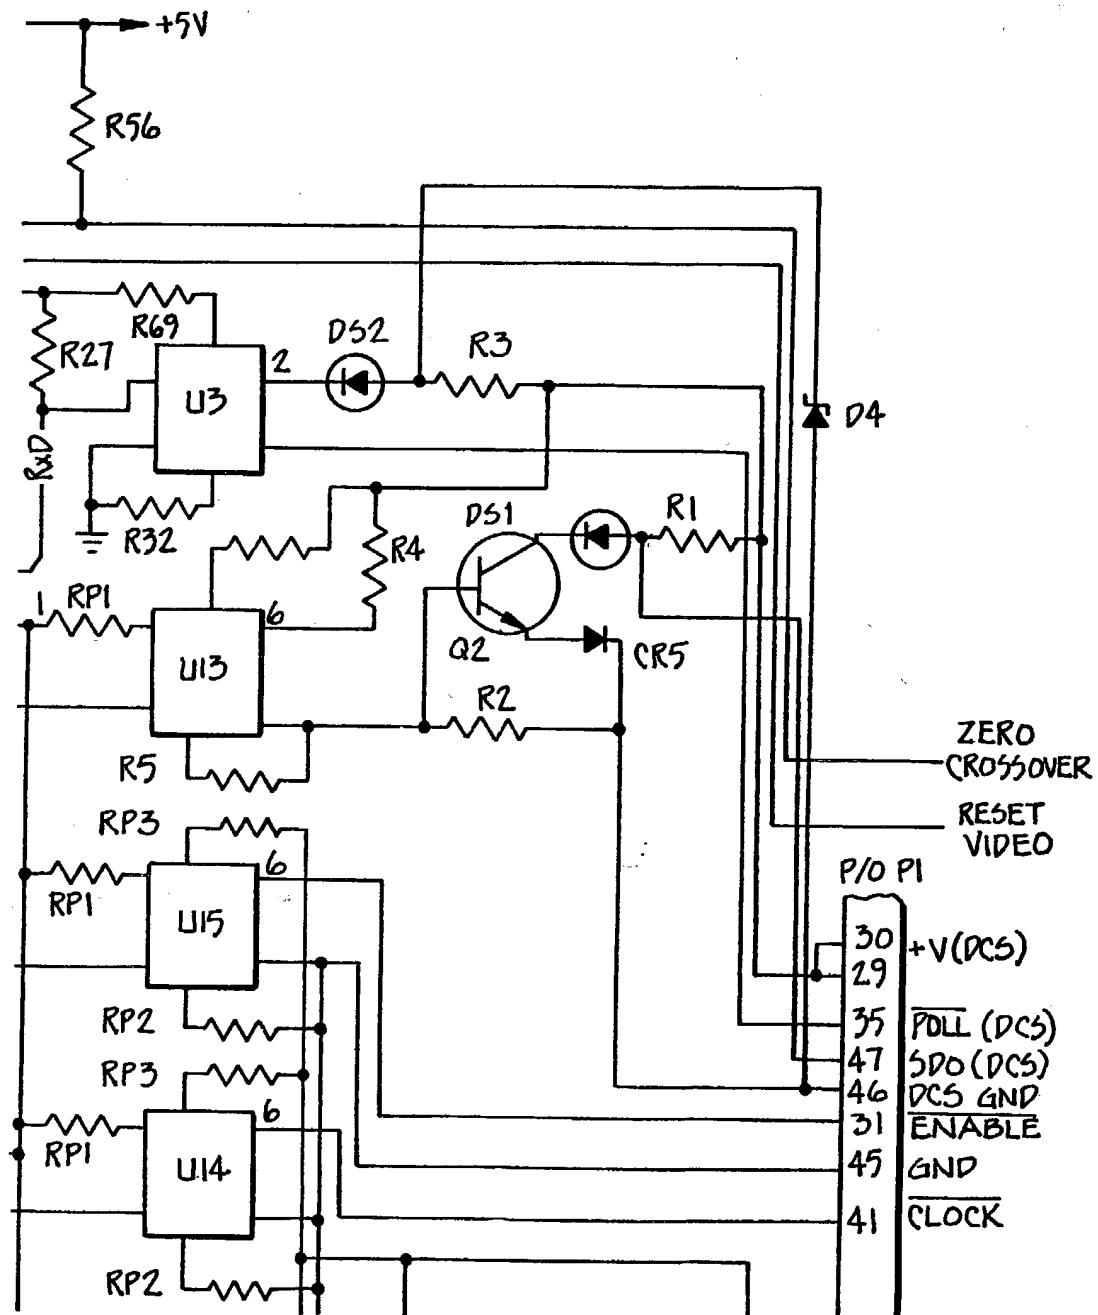 +5V
R56
R69
DS2
R3
R27
2
U3
D4
RxD
DS1
R1
R32
R4
1
RP1
6
U13
Q2
CR5
R2
R5
ZERO
CROSSOVER
RP3
RESET
VIDEO
6
P/O P1
RP1
U15
30
+V(DCS)
29
RP2
35
POLL (DCS)
RP3
47
SDO (DCS)
46
DCS GND
6
31
ENABLE
RP1
U14
45
GND
41
CLOCK
RP2